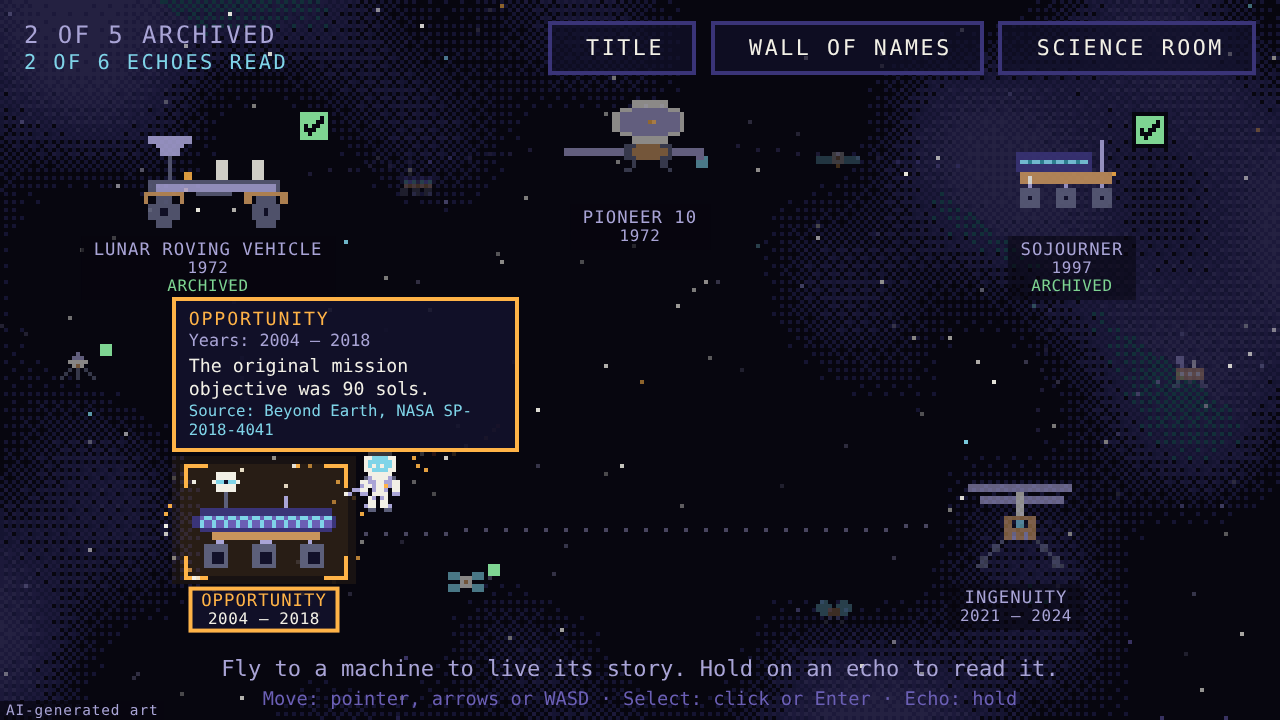 2 OF 5 ARCHIVED
2 OF 6 ECHOES READ
TITLE
WALL OF NAMES
SCIENCE ROOM
LUNAR ROVING VEHICLE
1972
ARCHIVED
PIONEER 10
1972
SOJOURNER
1997
ARCHIVED
OPPORTUNITY
Years: 2004 — 2018
The original mission
objective was 90 sols.
Source: Beyond Earth, NASA SP-
2018-4041
OPPORTUNITY
2004 — 2018
INGENUITY
2021 — 2024
Fly to a machine to live its story. Hold on an echo to read it.
Move: pointer, arrows or WASD · Select: click or Enter · Echo: hold
AI-generated art